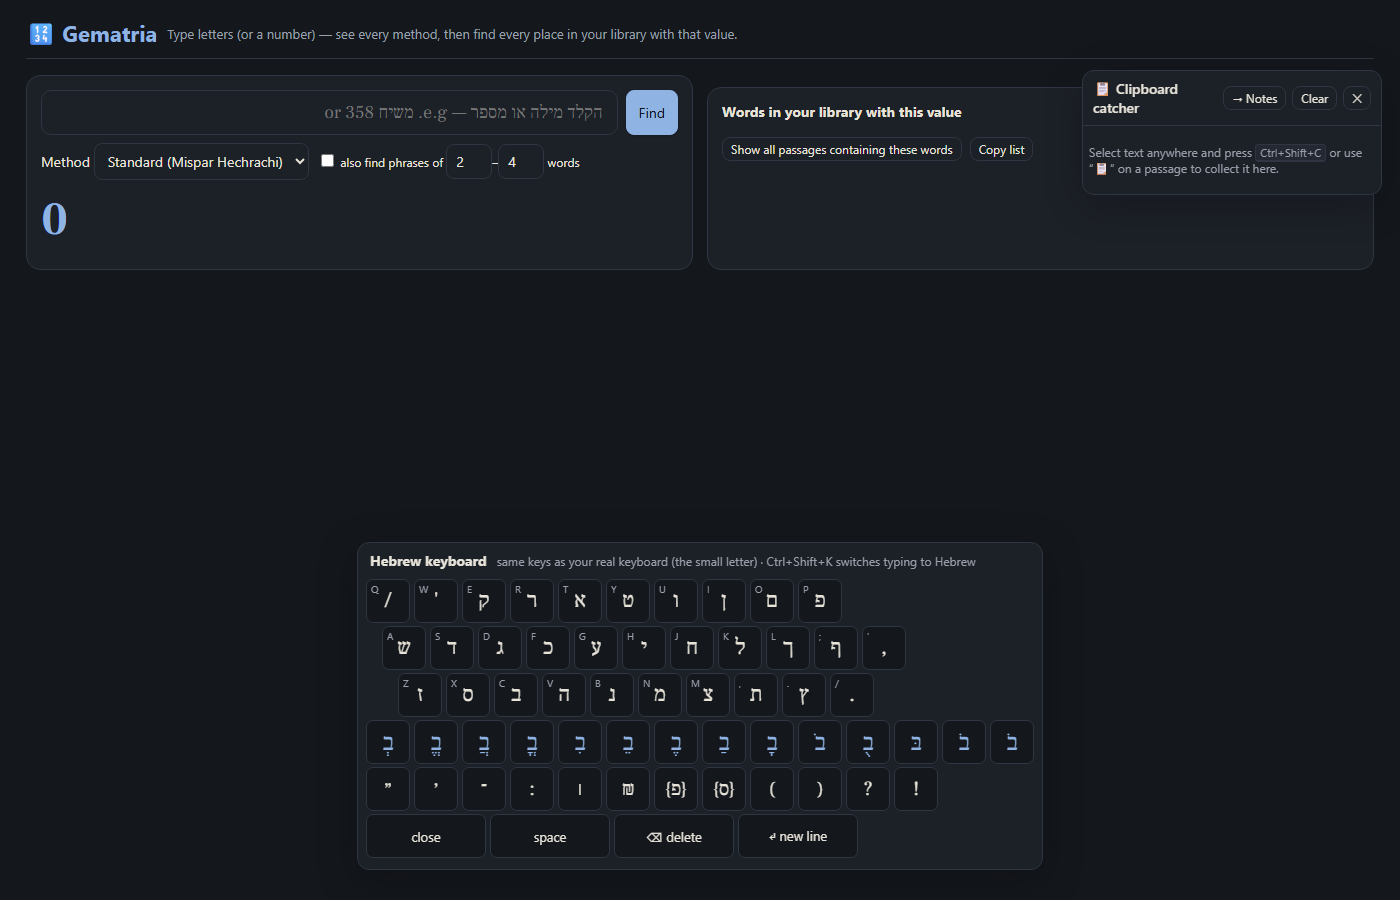 Gematria Type letters (or a number) — see every method, then find every place in your library with that value.
הקלד מילה או מספר — e.g. משיח or 358
Find
Method Standard (Mispar Hechrachi) also find phrases of 2 – 4 words
0
Words in your library with this value
Show all passages containing these words Copy list
📋 Clipboard catcher → Notes Clear ✕
Select text anywhere and press Ctrl+Shift+C or use
“📋” on a passage to collect it here.
Hebrew keyboard same keys as your real keyboard (the small letter) · Ctrl+Shift+K switches typing to Hebrew
Q / W ' E ק R ר T א Y ט U ו I ן O ם P פ
A ש S ד D ג F כ G ע H י J ח K ל L ך ; ף ' ,
Z ז X ס C ב V ה B נ N מ M צ , ת . ץ / .
בְ בֱ בֲ בֳ בִ בֵ בֶ בַ בָ בֹ בֻ בּ
” ’ ־ : ׀ ₪ {פ} {ס} ( ) ? !
close space ⌫ delete ↲ new line